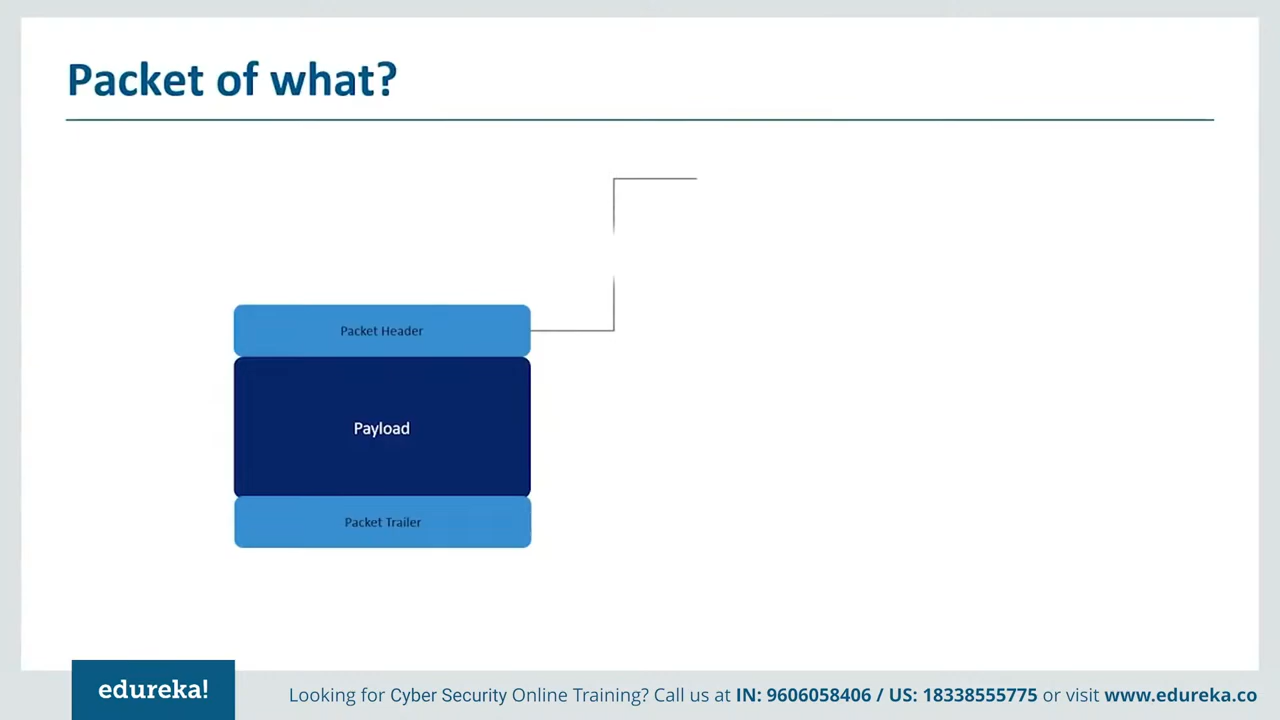 Packet of what?
Packet Header
Payload
Packet Trailer
edureka!
Looking for Cyber Security Online Training? Call us at IN: 9606058406 / US: 18338555775 or visit www.edureka.co